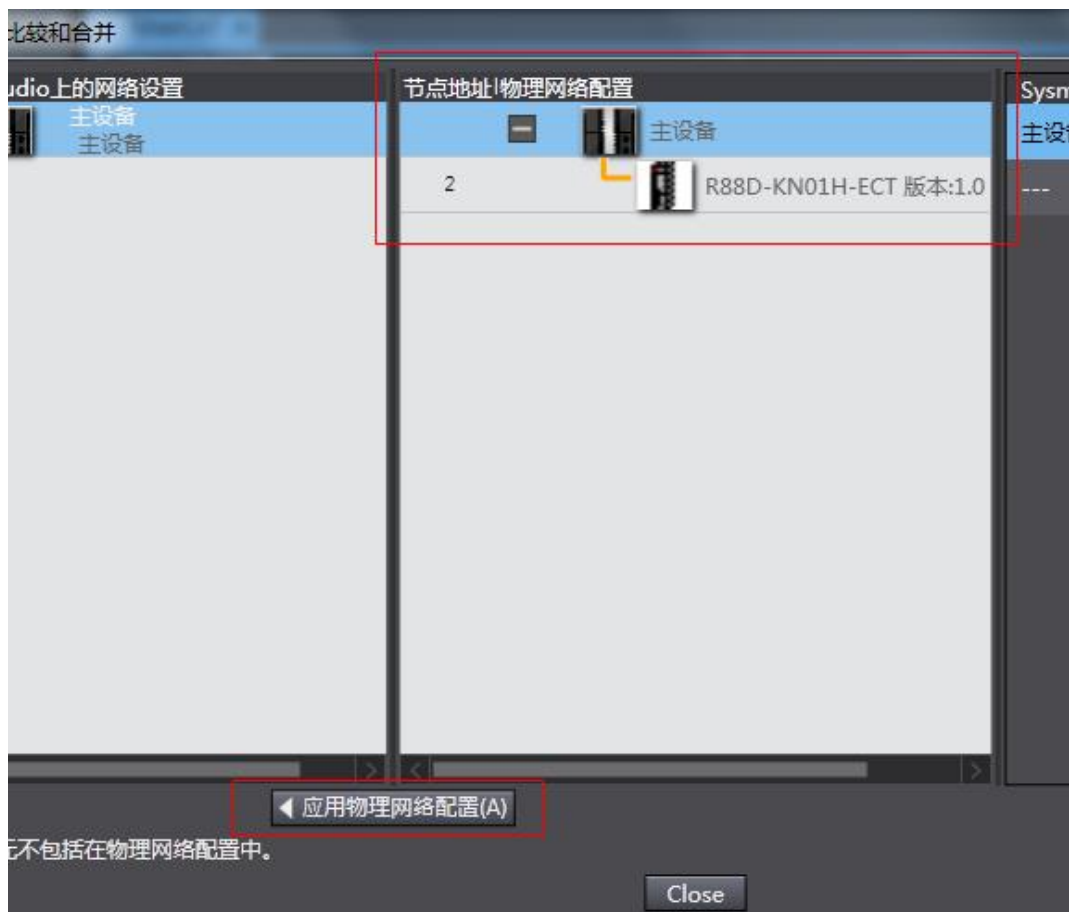 比较和合并
udio上的网络设置
主设备
主设备
节点地址|物理网络配置
主设备
2 R88D-KN01H-ECT 版本:1.0
Sysm
主设
---
应用物理网络配置(A)
不包括在物理网络配置中。
Close